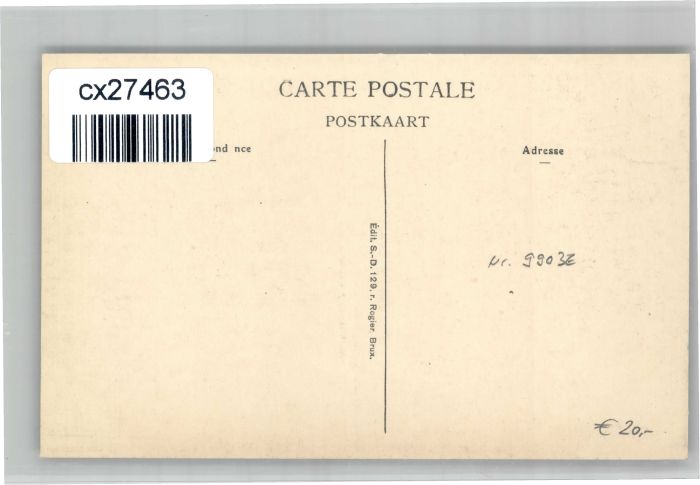 cx27463
CARTE POSTALE
POSTKAART
ond nce
Adresse
Édit. S.-D. 129, r. Rogier. Brux.
Nr. 9903E
€ 20,-